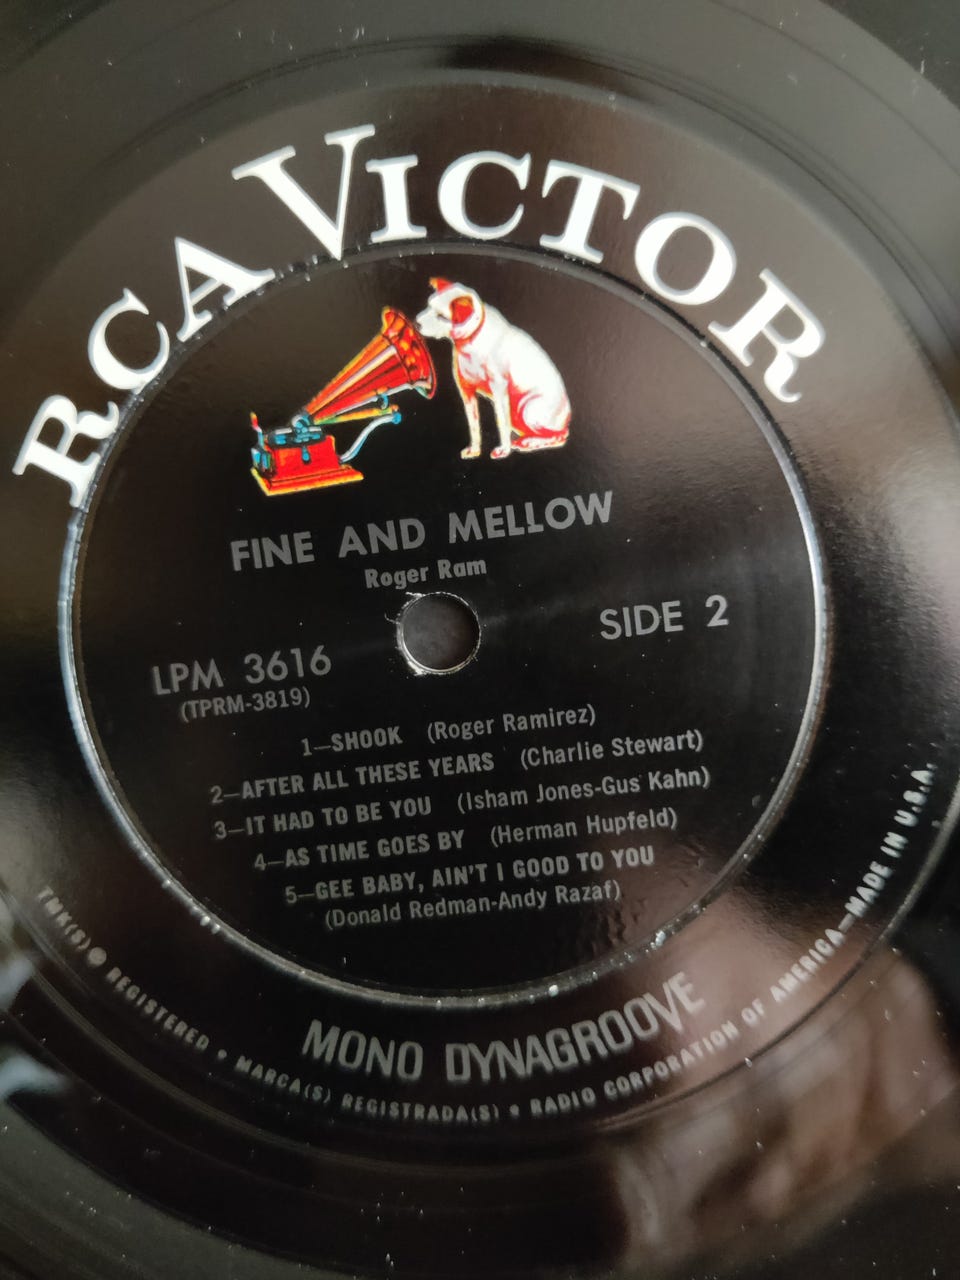 RCA VICTOR
FINE AND MELLOW
Roger Ram
SIDE 2
LPM 3616
(TPRM-3819)
1—SHOOK (Roger Ramirez)
2—AFTER ALL THESE YEARS (Charlie Stewart)
3—IT HAD TO BE YOU (Isham Jones-Gus Kahn)
4—AS TIME GOES BY (Herman Hupfeld)
5—GEE BABY, AIN'T I GOOD TO YOU
(Donald Redman-Andy Razaf)
MONO DYNAGROOVE
TMK(S) ® REGISTERED • MARCA(S) REGISTRADA(S) • RADIO CORPORATION OF AMERICA—MADE IN U.S.A.